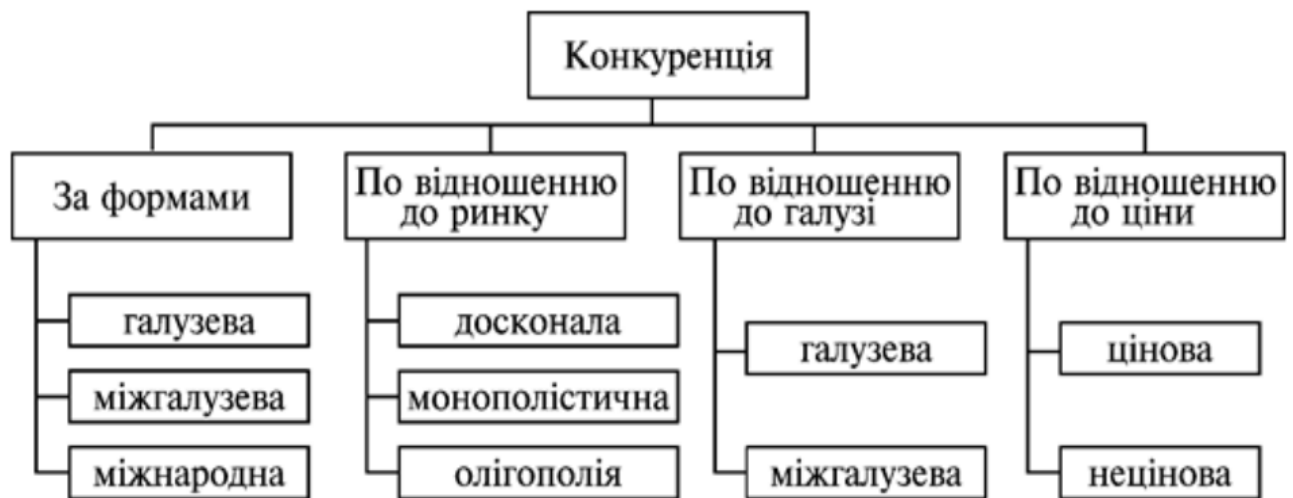 Конкуренція
За формами
галузева
міжгалузева
міжнародна
По відношенню
до ринку
досконала
монополістична
олігополія
По відношенню
до галузі
галузева
міжгалузева
По відношенню
до ціни
цінова
нецінова